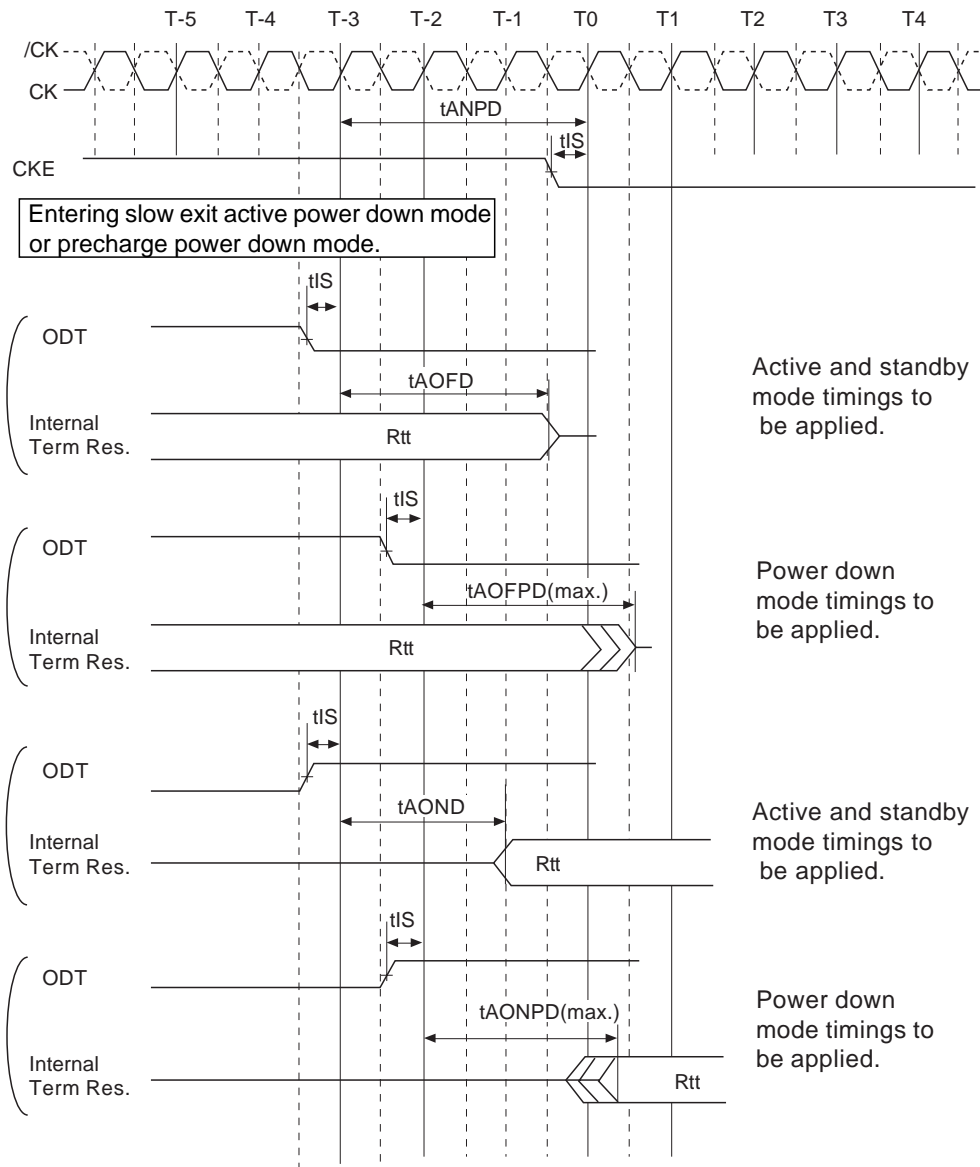 T-5 T-4 T-3 T-2 T-1 T0 T1 T2 T3 T4
/CK
CK
tANPD
tIS
CKE
Entering slow exit active power down mode
or precharge power down mode.
tIS
ODT
tAOFD
Internal
Term Res.
Rtt
Active and standby
mode timings to
be applied.
tIS
ODT
tAOFPD(max.)
Internal
Term Res.
Rtt
Power down
mode timings to
be applied.
tIS
ODT
tAOND
Internal
Term Res.
Rtt
Active and standby
mode timings to
be applied.
tIS
ODT
tAONPD(max.)
Internal
Term Res.
Rtt
Power down
mode timings to
be applied.